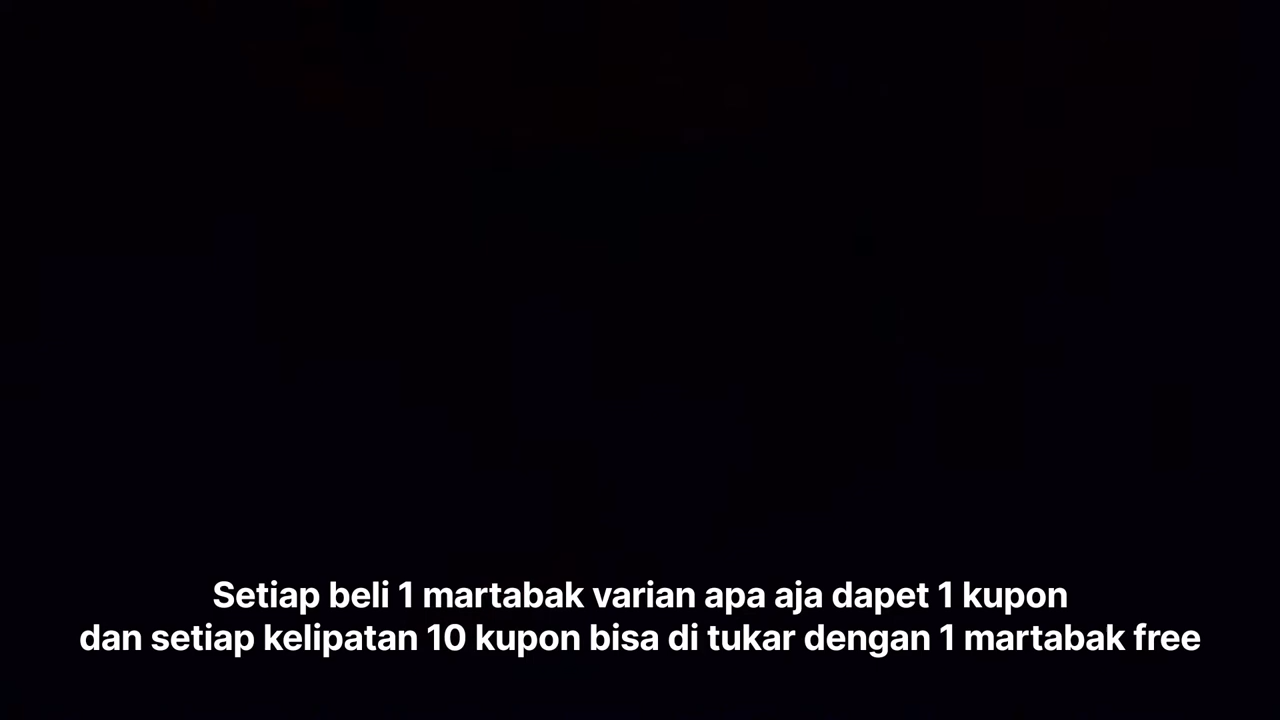 Setiap beli 1 martabak varian apa aja dapet 1 kupon
dan setiap kelipatan 10 kupon bisa di tukar dengan 1 martabak free